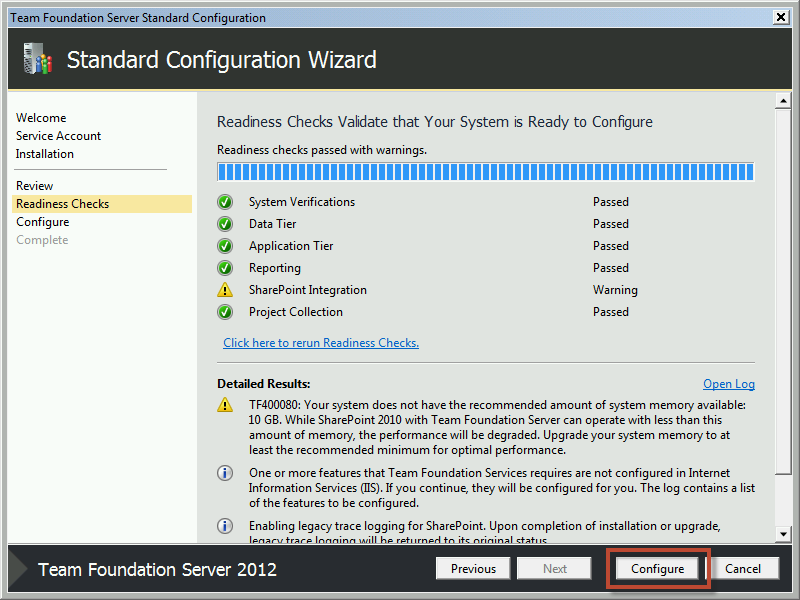 Team Foundation Server Standard Configuration
Standard Configuration Wizard
Welcome
Service Account
Installation
Review
Readiness Checks
Configure
Complete
Readiness Checks Validate that Your System is Ready to Configure
Readiness checks passed with warnings.
System Verifications Passed
Data Tier Passed
Application Tier Passed
Reporting Passed
SharePoint Integration Warning
Project Collection Passed
Click here to rerun Readiness Checks.
Detailed Results: Open Log
TF400080: Your system does not have the recommended amount of system memory available:
10 GB. While SharePoint 2010 with Team Foundation Server can operate with less than this
amount of memory, the performance will be degraded. Upgrade your system memory to at
least the recommended minimum for optimal performance.
One or more features that Team Foundation Services requires are not configured in Internet
Information Services (IIS). If you continue, they will be configured for you. The log contains a list
of the features to be configured.
Enabling legacy trace logging for SharePoint. Upon completion of installation or upgrade,
legacy trace logging will be returned to its original status.
Team Foundation Server 2012
Previous Next Configure Cancel